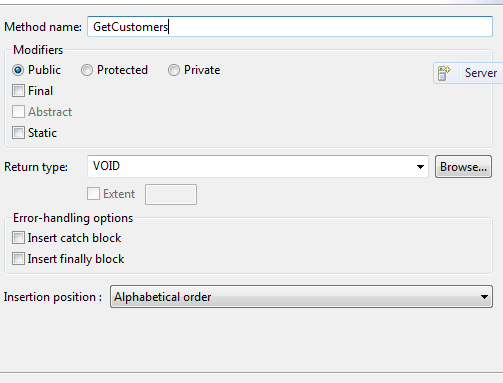 Method name: GetCustomers
Modifiers
Public Protected Private
Server
Final
Abstract
Static
Return type: VOID Browse...
Extent
Error-handling options
Insert catch block
Insert finally block
Insertion position : Alphabetical order